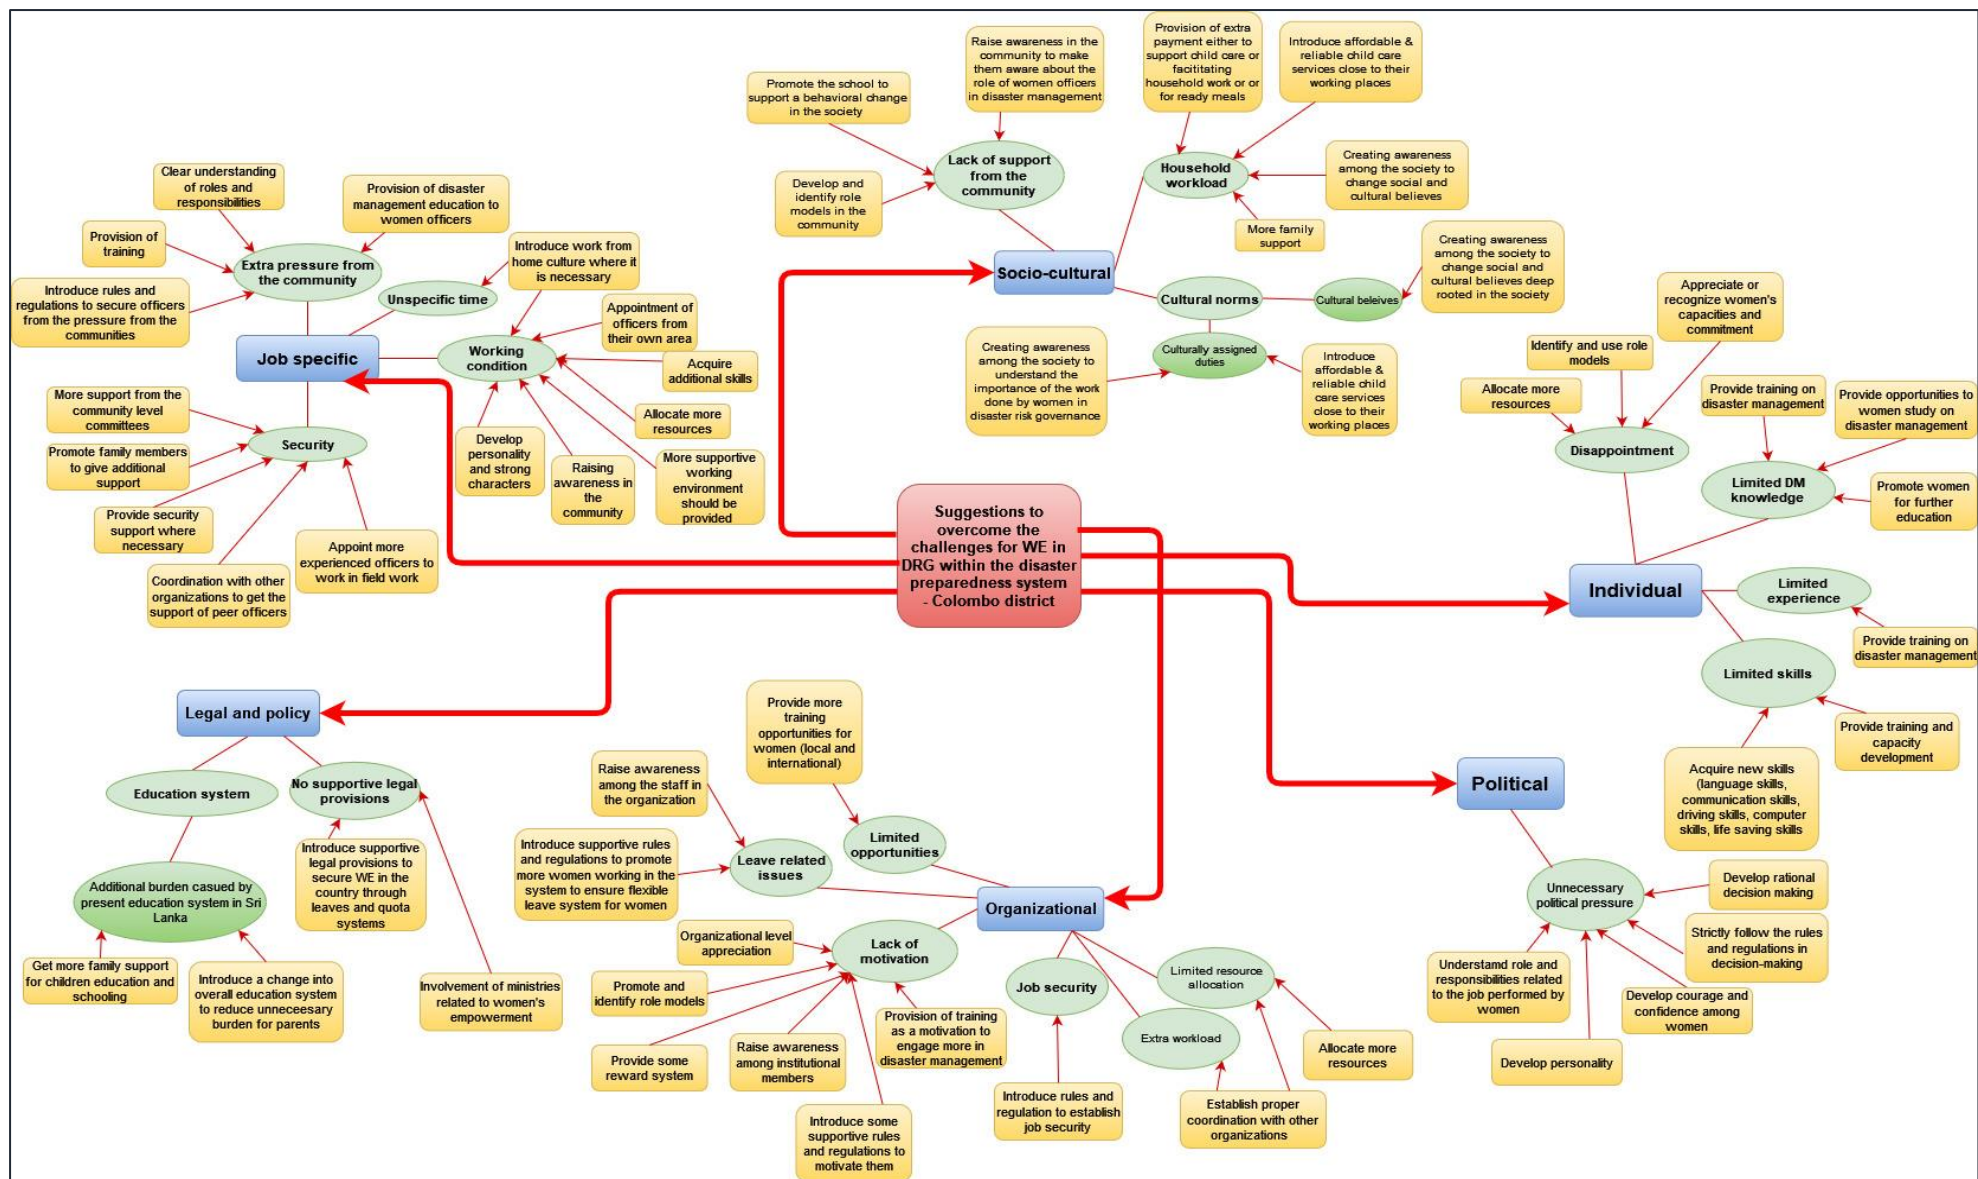 Raise awareness in the
community to make
them aware about the
role of women officers
in disaster management
Provision of extra
payment either to
support child care or
facititating
household work or or
for ready meals
Introduce affordable &
reliable child care
services close to their
working places
Promote the school to
support a behavioral change
in the society
Lack of support
from the
community
Household
workload
Creating awareness
among the society to
change social and
cultural believes
Develop and
identify role
models in the
community
More family
support
Socio-cultural
Creating awareness
among the society to
change social and
cultural believes deep
rooted in the society
Cultural norms
Cultural beleives
Creating awareness
among the society to
understand the
importance of the work
done by women in
disaster risk governance
Culturally assigned
duties
Introduce
affordable &
reliable child
care services
close to their
working places
Clear understanding
of roles and
responsibilities
Provision of disaster
management education to
women officers
Provision of
training
Extra pressure from
the community
Introduce work from
home culture where it
is necessary
Unspecific time
Introduce rules and
regulations to secure officers
from the pressure from the
communities
Appointment of
officers from
their own area
Job specific
Working
condition
Acquire
additional skills
Allocate more
resources
More support from the
community level
committees
Security
Promote family members
to give additional
support
Develop
personality
and strong
characters
Raising
awareness in
the
community
More supportive
working
environment
should be
provided
Provide security
support where
necessary
Coordination with other
organizations to get the
support of peer officers
Appoint more
experienced officers to
work in field work
Suggestions to
overcome the
challenges for WE in
DRG within the disaster
preparedness system
- Colombo district
Appreciate or
recognize women's
capacities and
commitment
Identify and use role
models
Allocate more
resources
Provide training on
disaster management
Provide opportunities to
women study on
disaster management
Disappointment
Limited DM
knowledge
Promote women
for further
education
Individual
Limited
experience
Provide training on
disaster management
Limited skills
Provide training and
capacity
development
Acquire new skills
(language skills,
communication skills,
driving skills, computer
skills, life saving skills
Legal and policy
Education system
No supportive legal
provisions
Additional burden casued by
present education system in Sri
Lanka
Introduce supportive
legal provisions to
secure WE in the
country through
leaves and quota
systems
Get more family support
for children education and
schooling
Introduce a change into
overall education system
to reduce unneceesary
burden for parents
Involvement of ministries
related to women's
empowerment
Provide more
training
opportunities for
women (local and
international)
Raise awareness
among the staff in
the organization
Limited
opportunities
Introduce supportive rules
and regulations to promote
more women working in the
system to ensure flexible
leave system for women
Leave related
issues
Organizational
Organizational level
appreciation
Lack of
motivation
Promote and
identify role models
Provide some
reward system
Raise awareness
among institutional
members
Provision of training
as a motivation to
engage more in
disaster management
Introduce some
supportive rules
and regulations to
motivate them
Job security
Limited resource
allocation
Extra workload
Introduce rules and
regulation to establish
job security
Establish proper
coordination with other
organizations
Allocate more
resources
Political
Unnecessary
political pressure
Develop rational
decision making
Strictly follow the rules
and regulations in
decision-making
Understamd role and
responsibilities related
to the job performed by
women
Develop courage and
confidence among
women
Develop personality